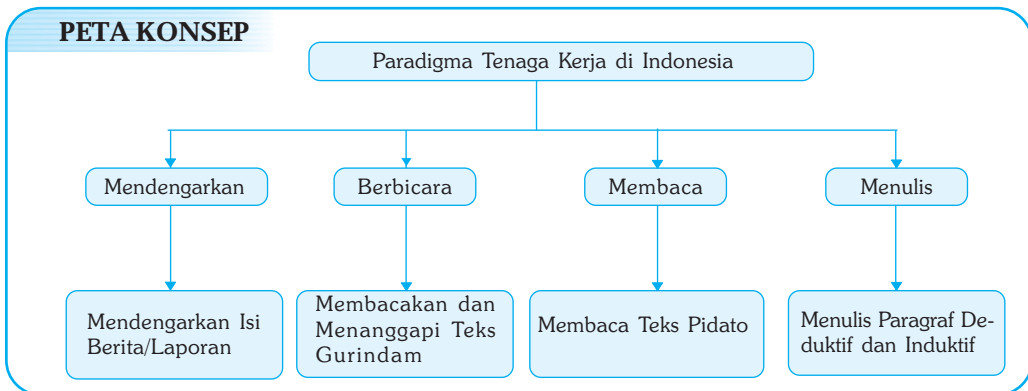 PETA KONSEP
Paradigma Tenaga Kerja di Indonesia
Mendengarkan
Berbicara
Membaca
Menulis
Mendengarkan Isi
Berita/Laporan
Membacakan dan
Menanggapi Teks
Gurindam
Membaca Teks Pidato
Menulis Paragraf De-
duktif dan Induktif